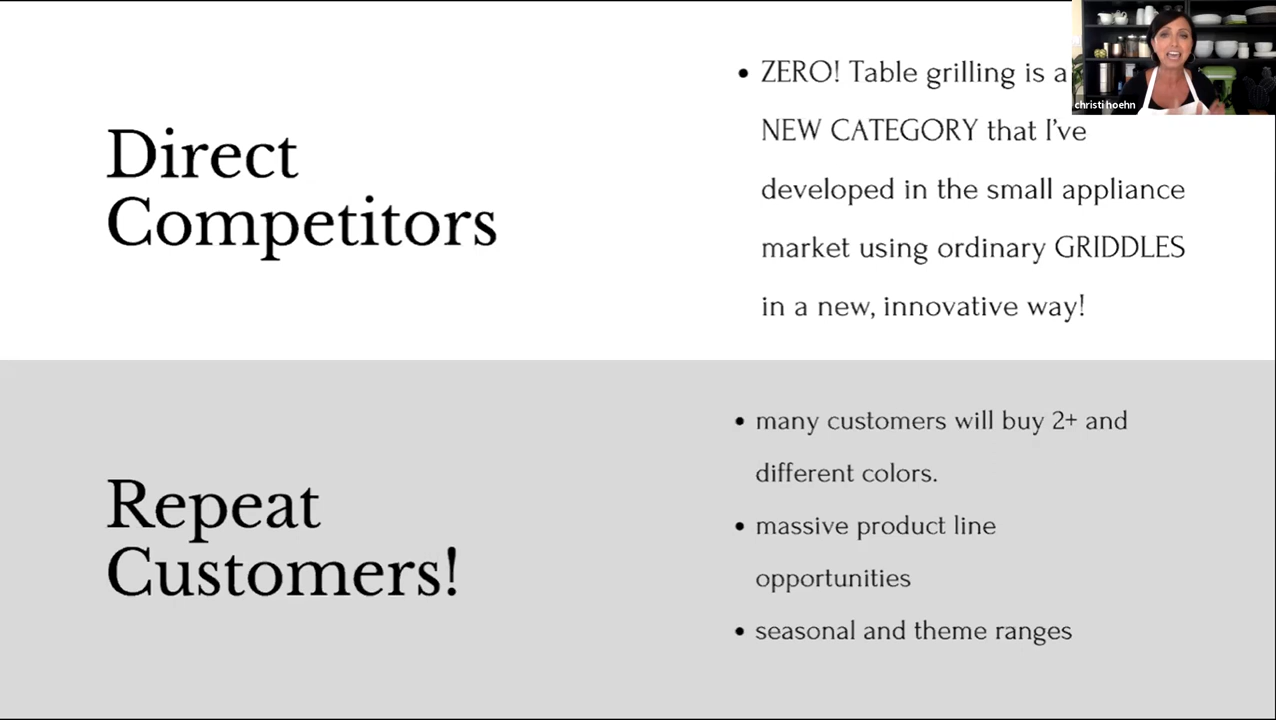 Direct
Competitors
• ZERO! Table grilling is a
NEW CATEGORY that I've
developed in the small appliance
market using ordinary GRIDDLES
in a new, innovative way!
christi hoehn
Repeat
Customers!
• many customers will buy 2+ and
different colors.
• massive product line
opportunities
• seasonal and theme ranges